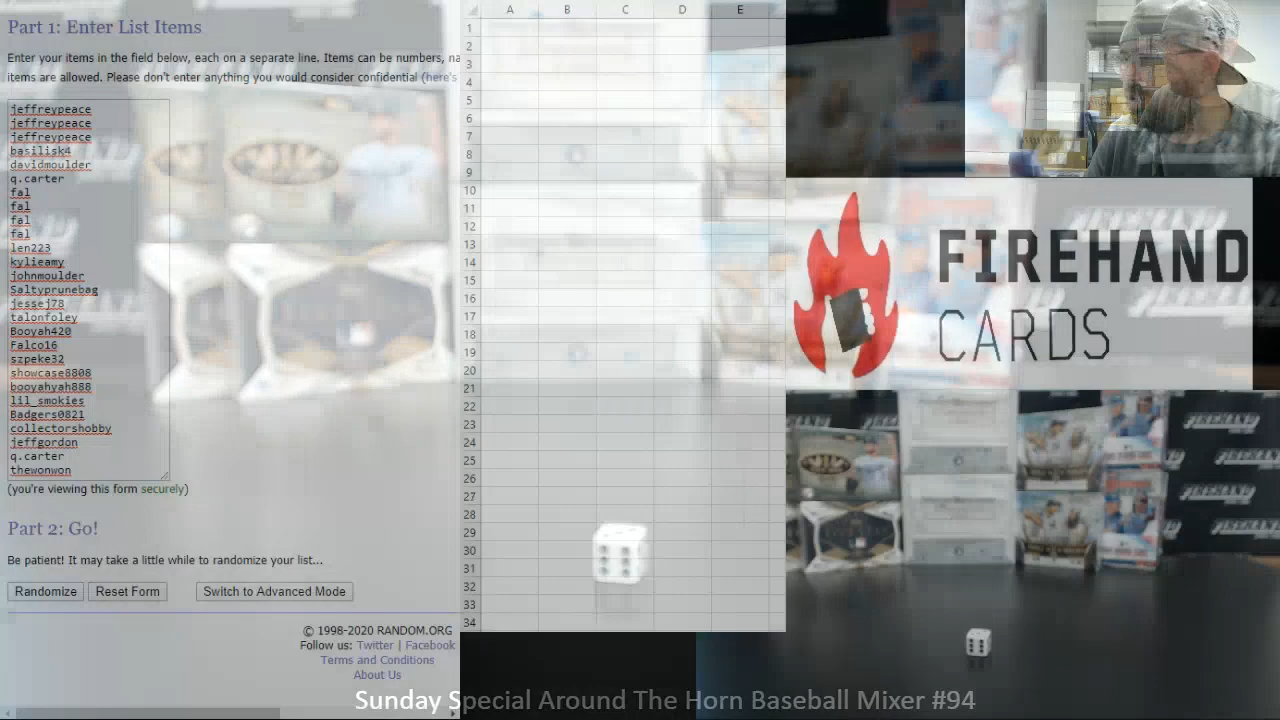 Part 1: Enter List Items
Enter your items in the field below, each on a separate line. Items can be numbers, na
items are allowed. Please don't enter anything you would consider confidential (here's
jeffreypeace
jeffreypeace
jeffreypeace
basilisk4
davidmoulder
q.carter
fal
fal
fal
fal
len223
kylieamy
johnmoulder
Saltyprunebag
jessej78
talonfoley
Booyah420
Falco16
szpeke32
showcase8808
booyahyah888
lil_smokies
Badgers0821
collectorshobby
jeffgordon
q.carter
thewonwon
(you're viewing this form securely)
Part 2: Go!
Be patient! It may take a little while to randomize your list...
Randomize Reset Form Switch to Advanced Mode
© 1998-2020 RANDOM.ORG
Follow us: Twitter | Facebook
Terms and Conditions
About Us
A B C D E
1
2
3
4
5
6
7
8
9
10
11
12
13
14
15
16
17
18
19
20
21
22
23
24
25
26
27
28
29
30
31
32
33
34
FIREHAND
CARDS
FIREHAND
FIREHAND
FIREHAND
FIREHAND
FIREHAND
Sunday Special Around The Horn Baseball Mixer #94